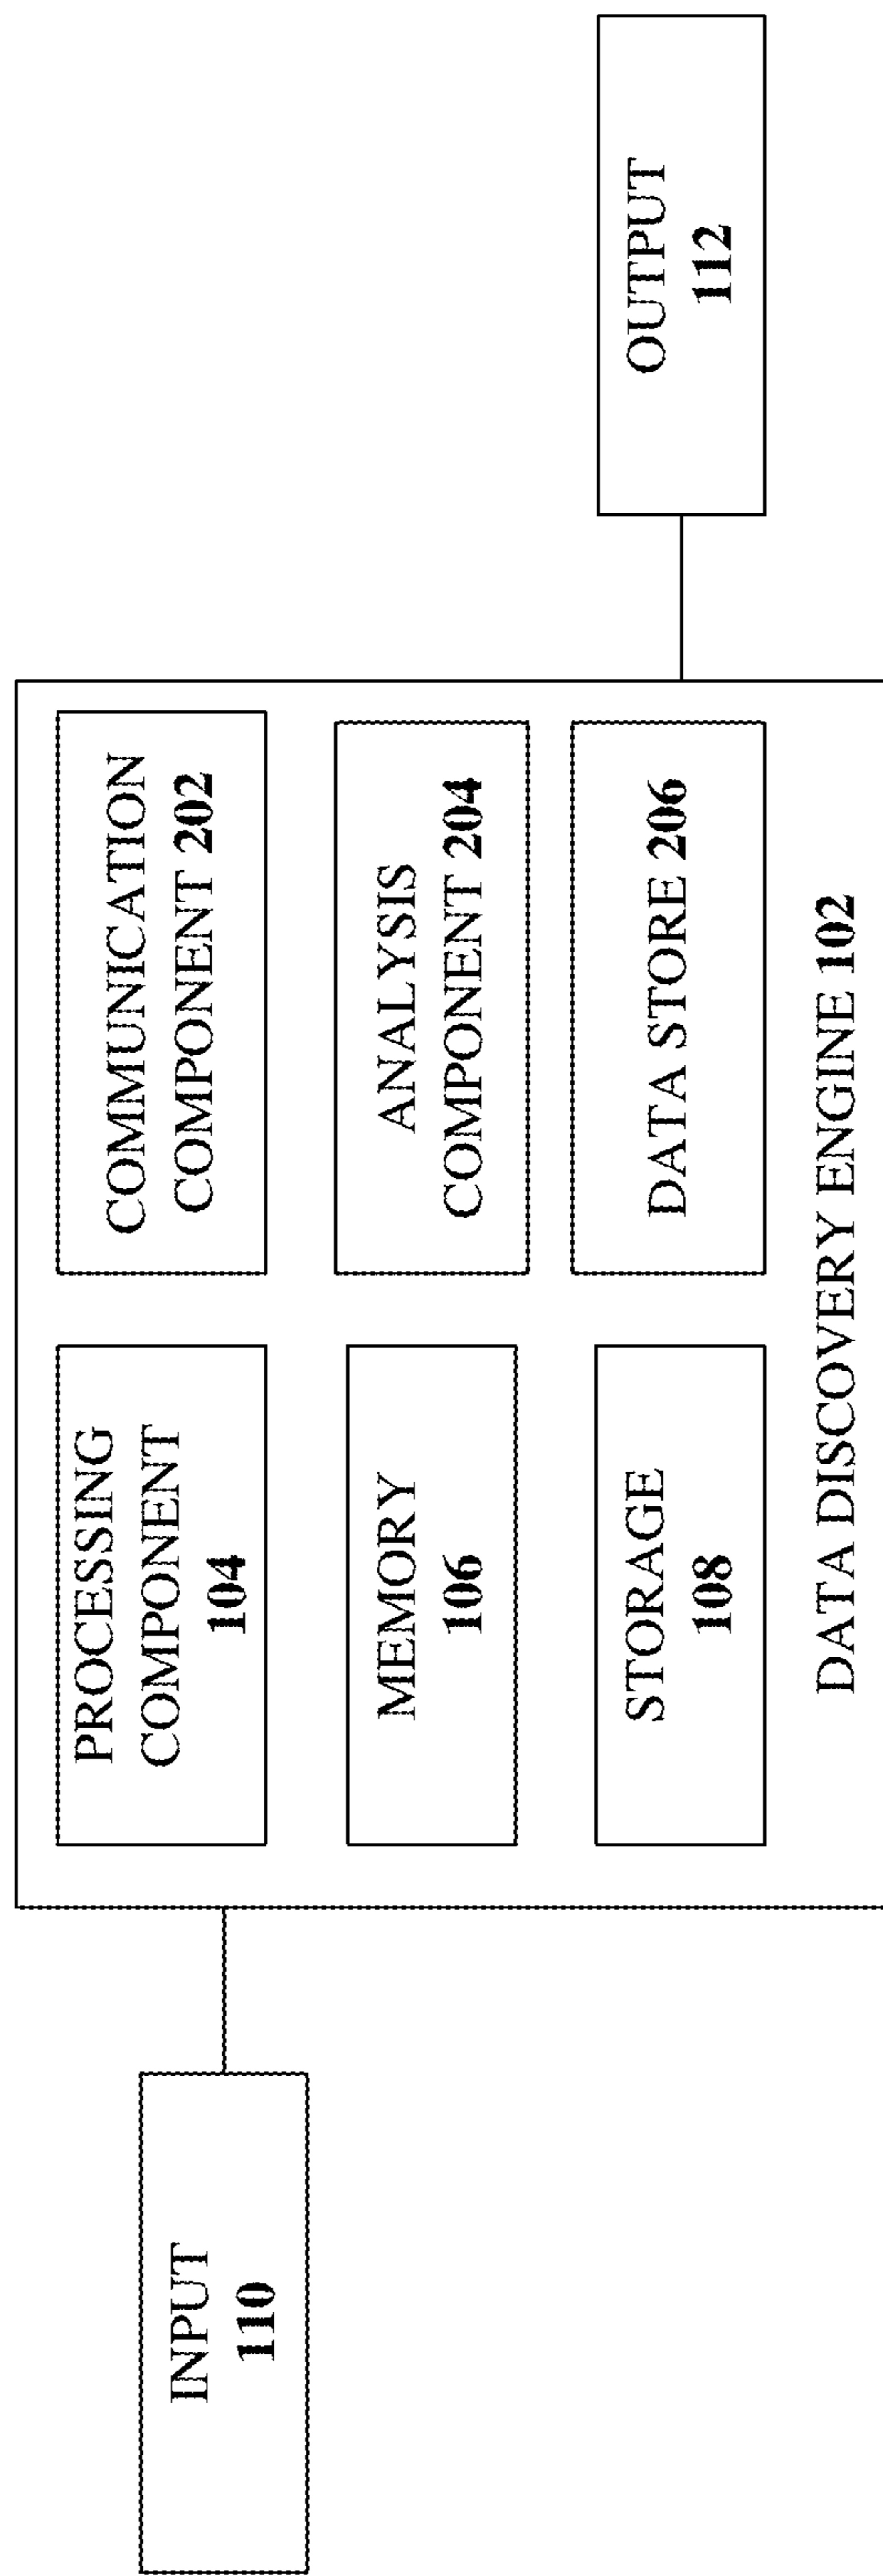 INPUT
110
PROCESSING
COMPONENT
104
MEMORY
106
STORAGE
108
COMMUNICATION
COMPONENT 202
ANALYSIS
COMPONENT 204
DATA STORE 206
DATA DISCOVERY ENGINE 102
OUTPUT
112